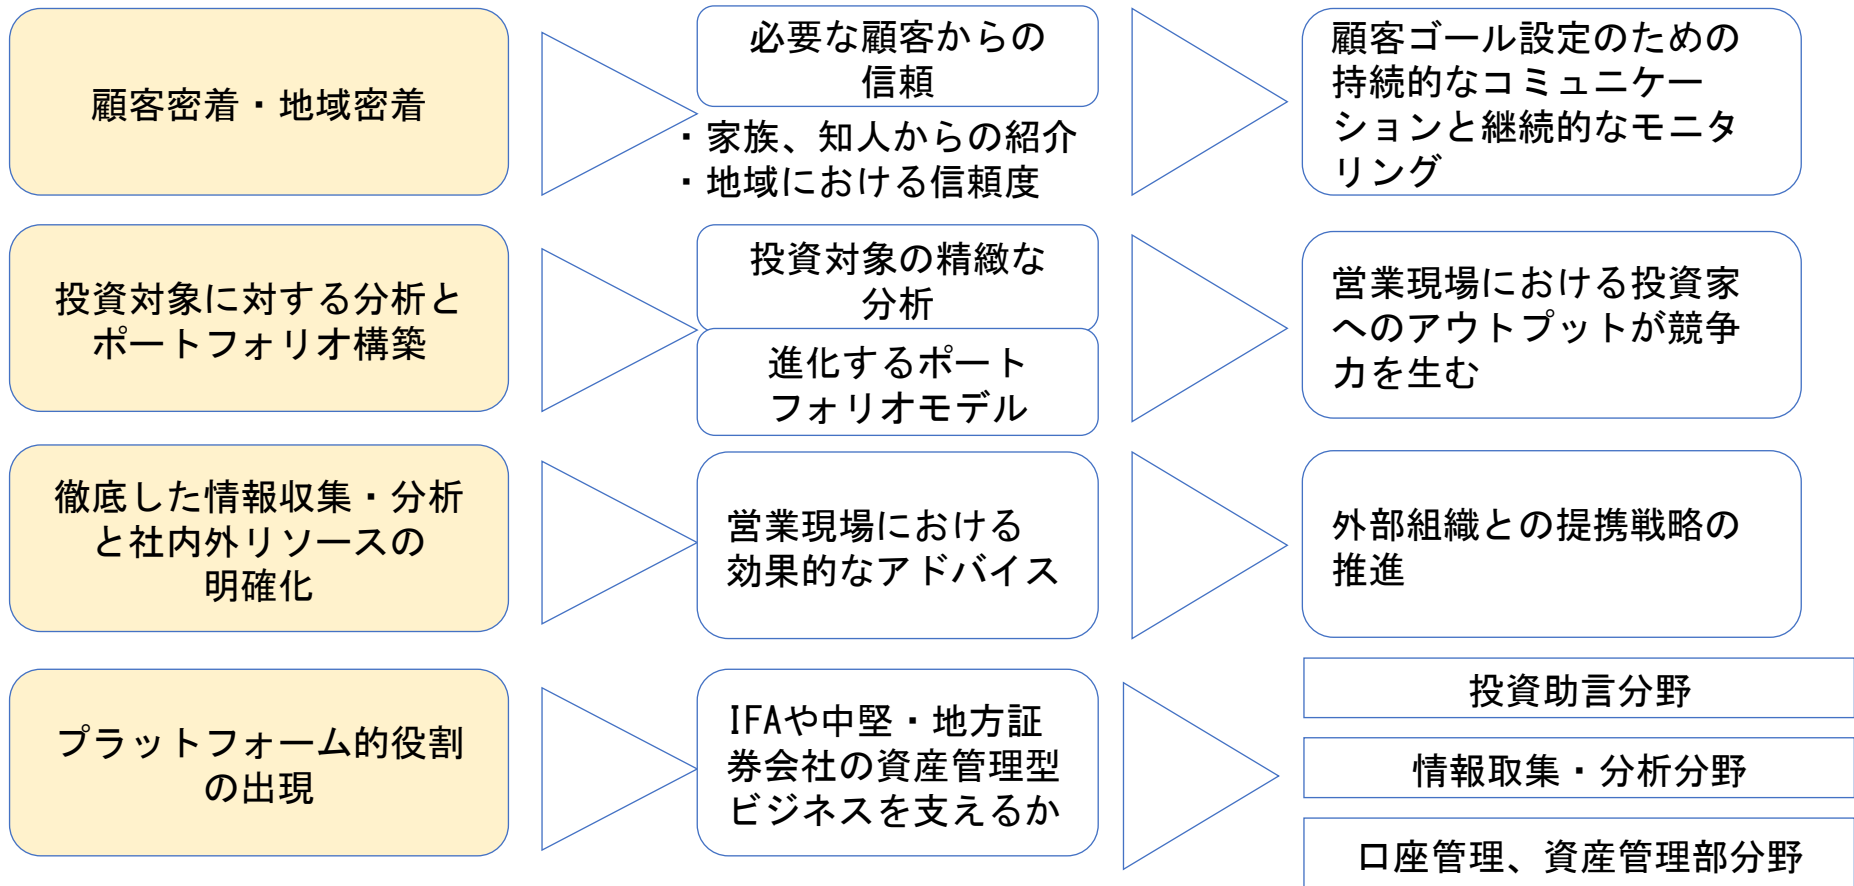 顧客密着・地域密着
必要な顧客からの
信頼
・家族、知人からの紹介
・地域における信頼度
顧客ゴール設定のための
持続的なコミュニケー
ションと継続的なモニタ
リング
投資対象に対する分析と
ポートフォリオ構築
投資対象の精緻な
分析
進化するポート
フォリオモデル
営業現場における投資家
へのアウトプットが競争
力を生む
徹底した情報収集・分析
と社内外リソースの
明確化
営業現場における
効果的なアドバイス
外部組織との提携戦略の
推進
プラットフォーム的役割
の出現
IFAや中堅・地方証
券会社の資産管理型
ビジネスを支えるか
投資助言分野
情報取集・分析分野
口座管理、資産管理部分野